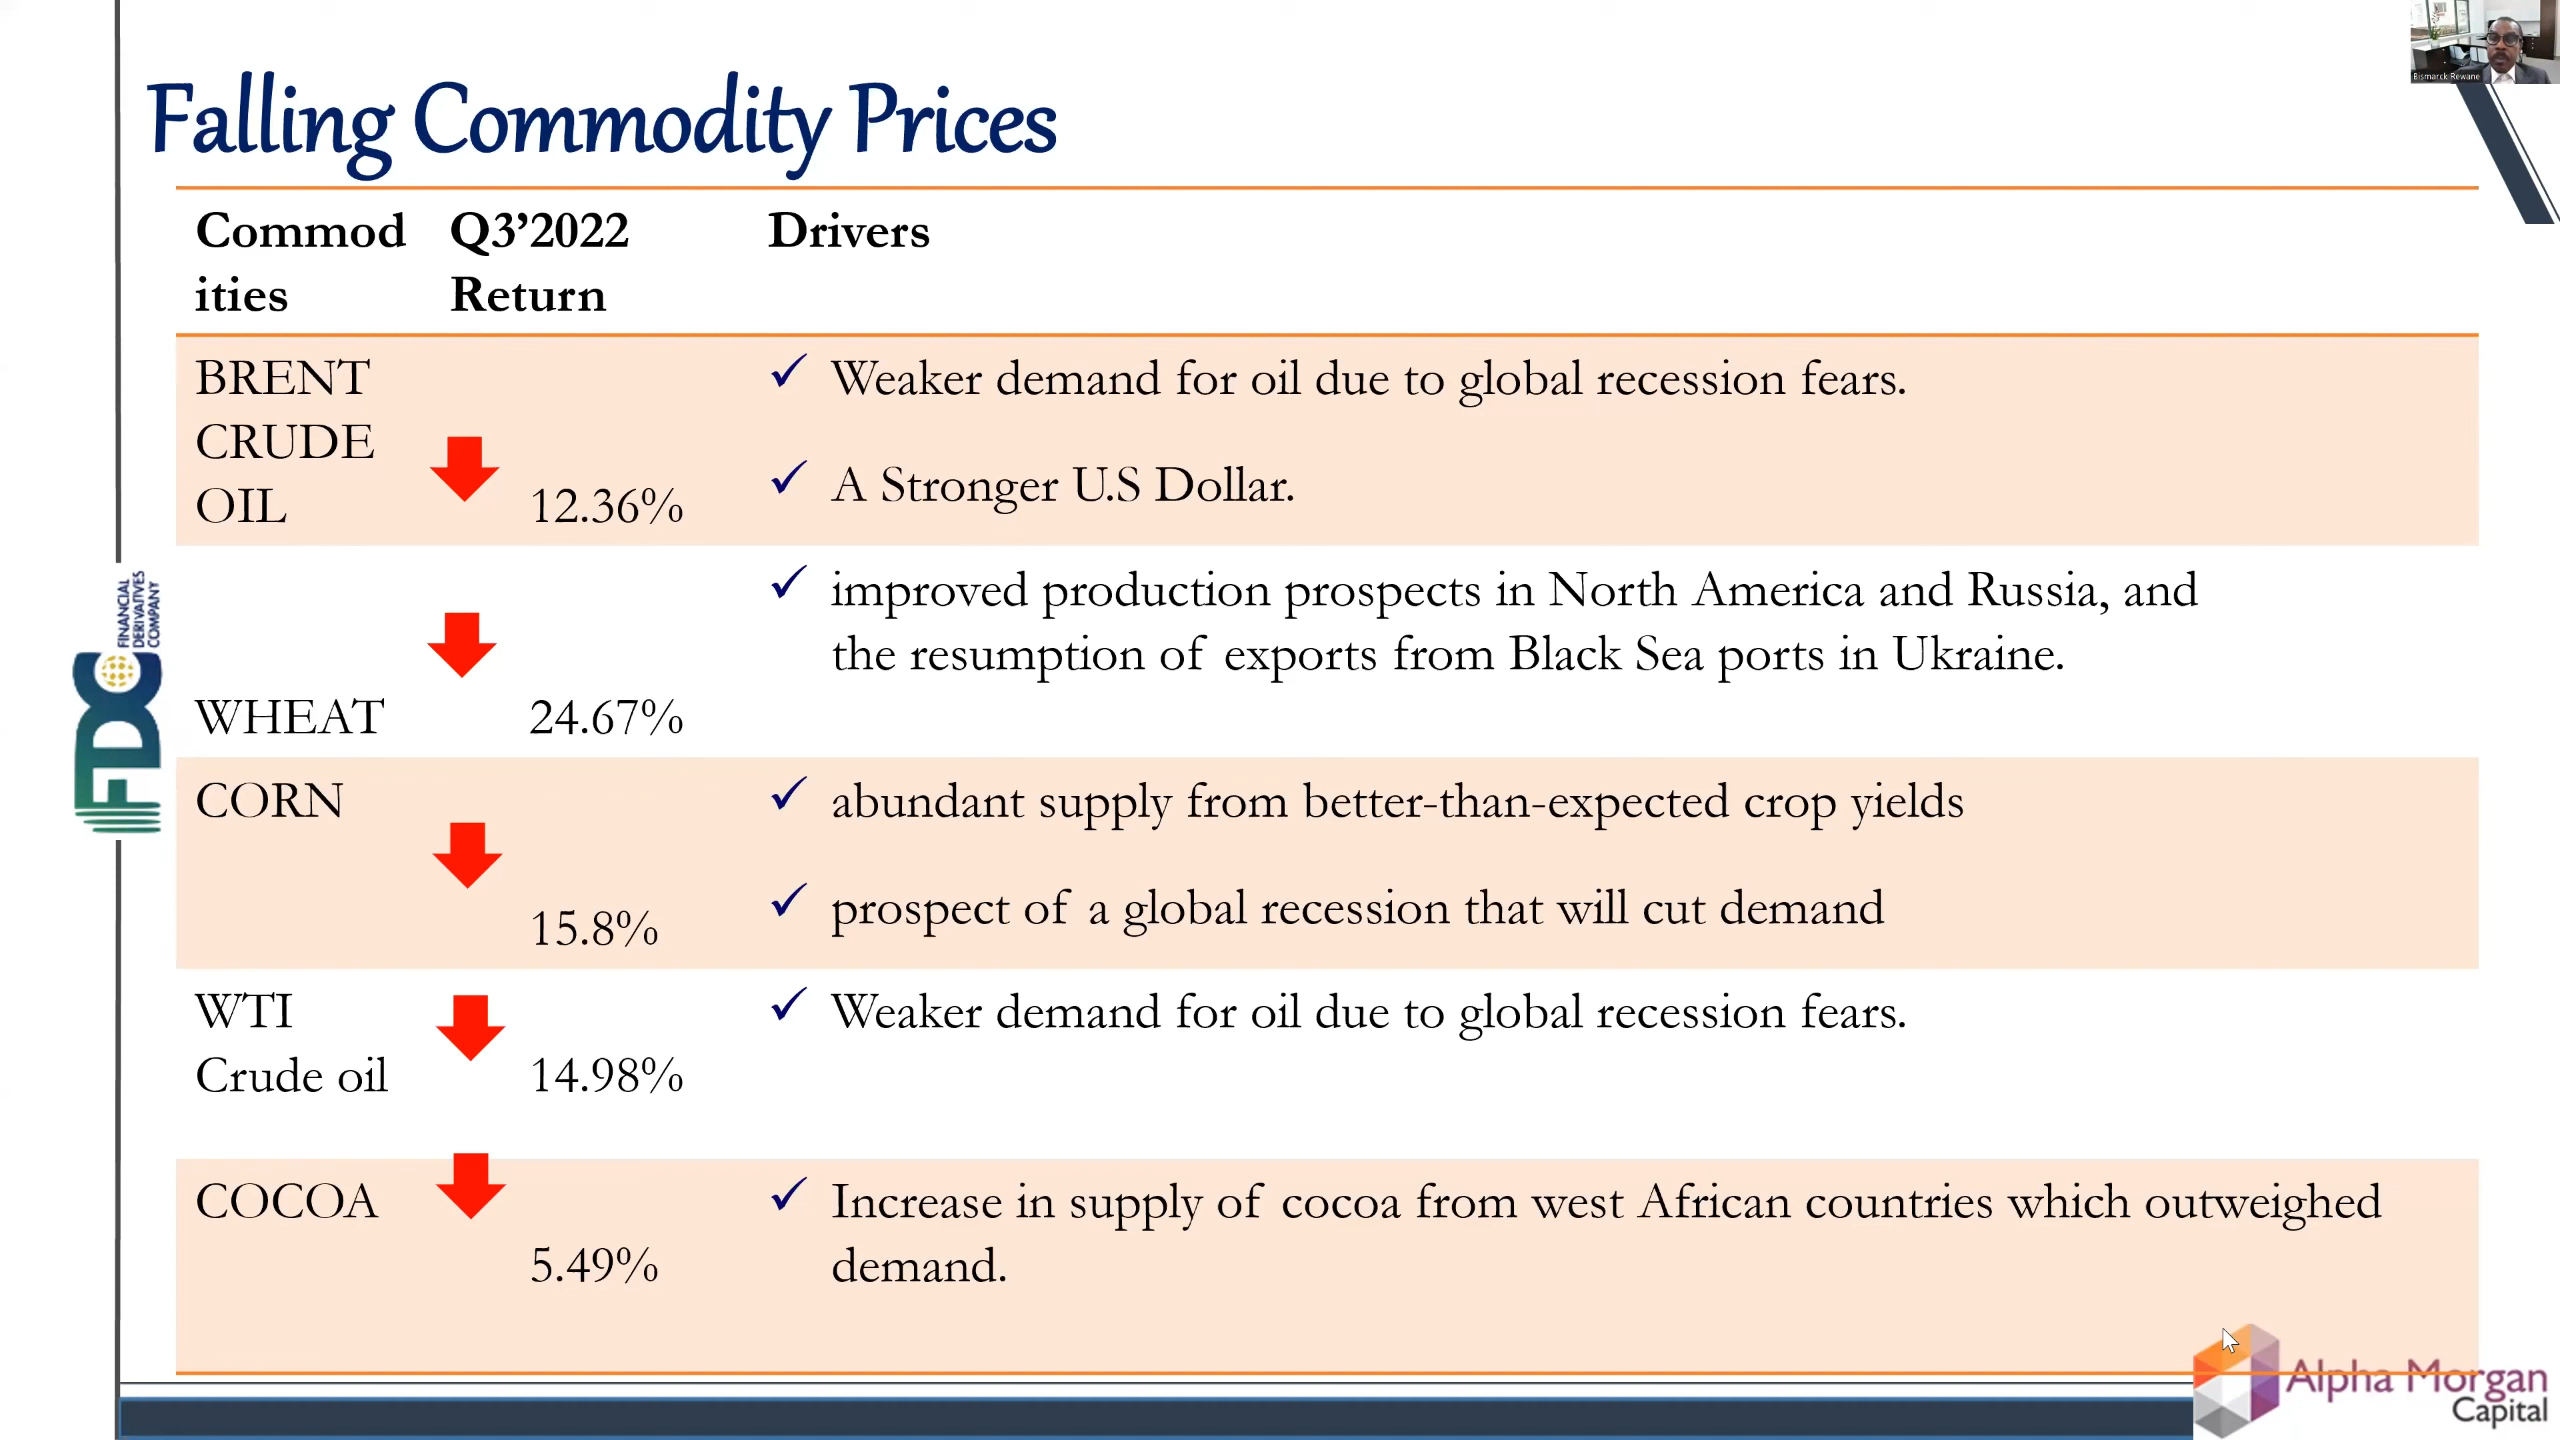 Bismarck Rewane
Falling Commodity Prices
Commod
ities
Q3’2022
Return
Drivers
BRENT
CRUDE
OIL
12.36%
Weaker demand for oil due to global recession fears.
A Stronger U.S Dollar.
WHEAT
24.67%
improved production prospects in North America and Russia, and
the resumption of exports from Black Sea ports in Ukraine.
CORN
15.8%
abundant supply from better-than-expected crop yields
prospect of a global recession that will cut demand
WTI
Crude oil
14.98%
Weaker demand for oil due to global recession fears.
COCOA
5.49%
Increase in supply of cocoa from west African countries which outweighed
demand.
FDC
FINANCIAL
DERIVATIVES
COMPANY
Alpha Morgan
Capital